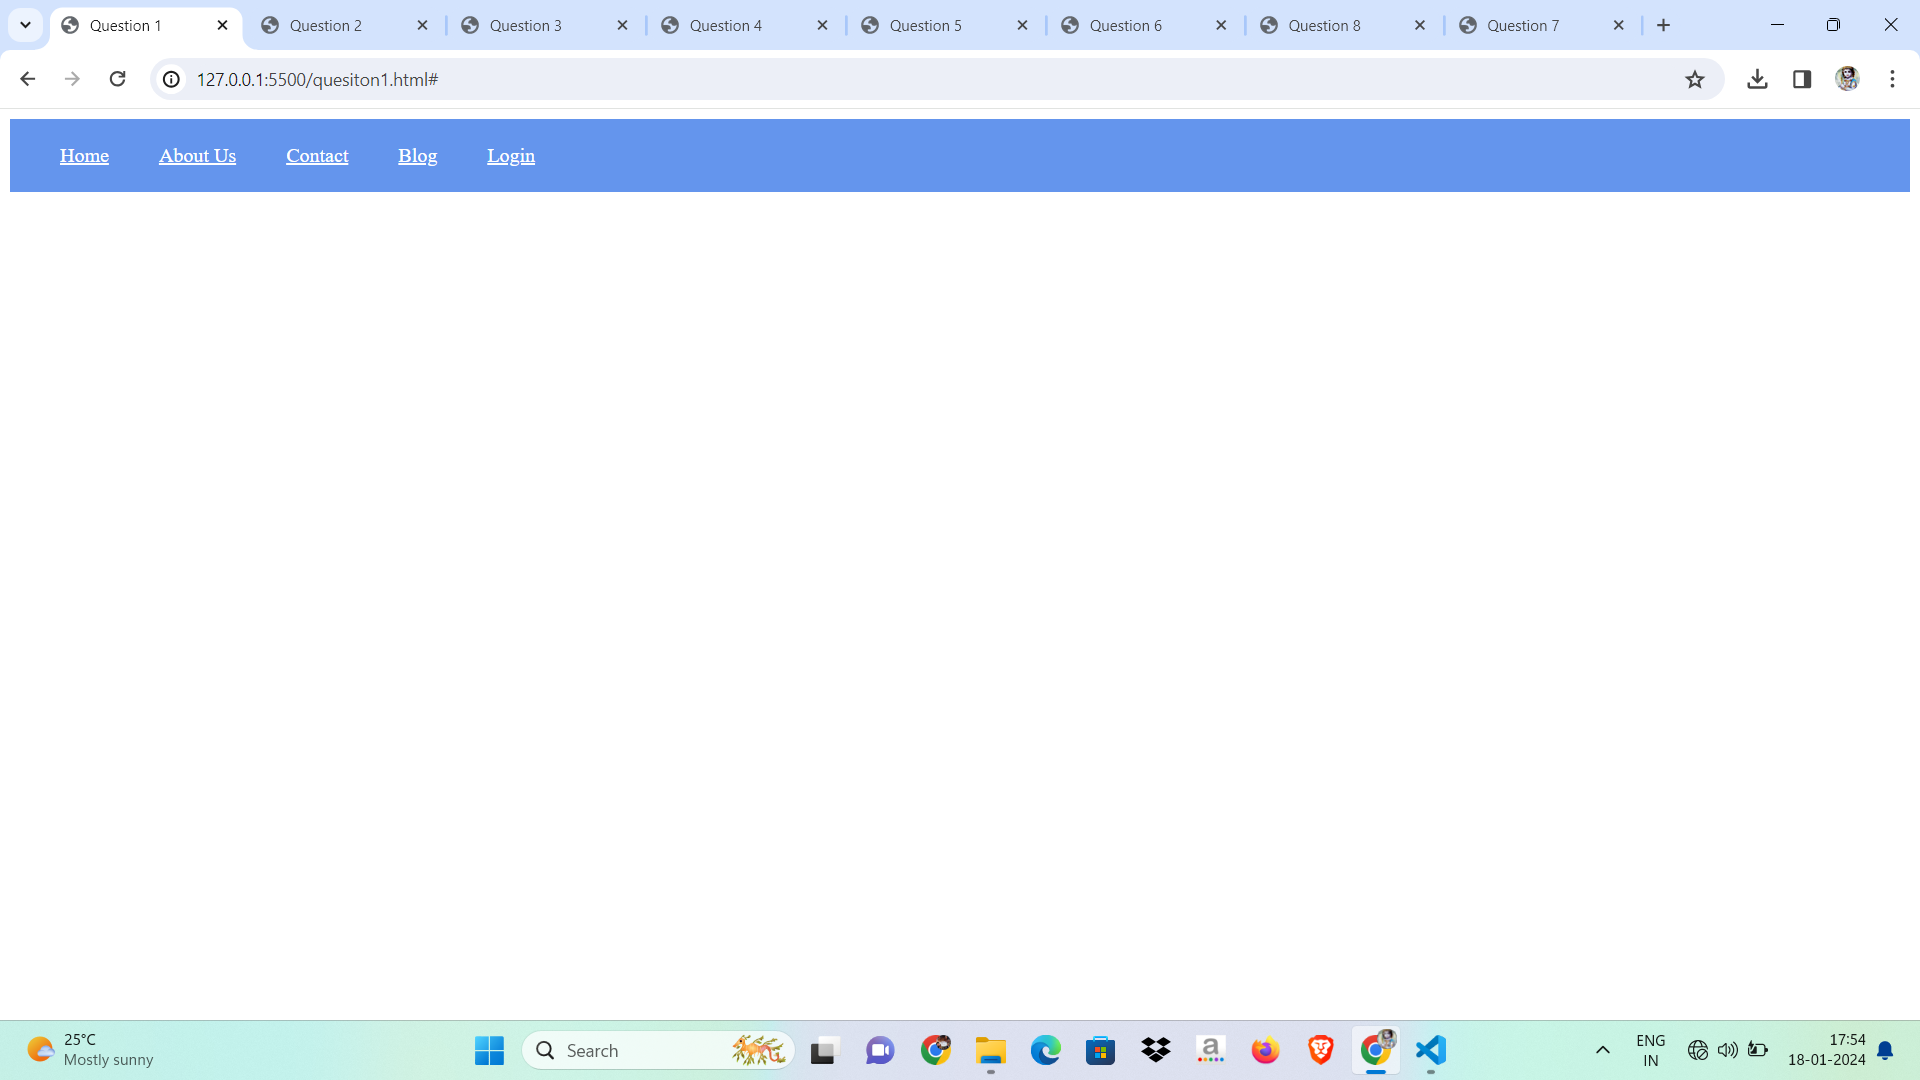 Question 1
Question 2
Question 3
Question 4
Question 5
Question 6
Question 8
Question 7
127.0.0.1:5500/quesiton1.html#
Home About Us Contact Blog Login
25°C
Mostly sunny
Search
a
ENG
IN
17:54
18-01-2024